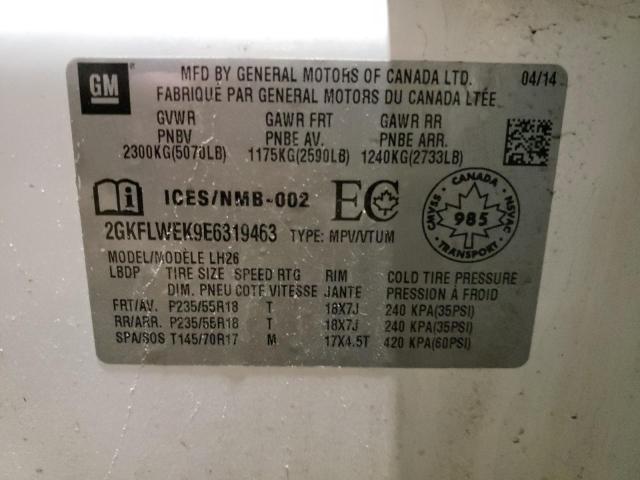 GM
MFD BY GENERAL MOTORS OF CANADA LTD. 04/14
FABRIQUÉ PAR GENERAL MOTORS DU CANADA LTÉE
GVWR GAWR FRT GAWR RR
PNBV PNBE AV. PNBE ARR.
2300KG(5070LB) 1175KG(2590LB) 1240KG(2733LB)
ICES/NMB-002 EC
CANADA
CMVSS 985 NSVAC
TRANSPORT
2GKFLWEK9E6319463 TYPE: MPV/VTUM
MODEL/MODÈLE LH26
LBDP TIRE SIZE SPEED RTG RIM COLD TIRE PRESSURE
DIM. PNEU COTE VITESSE JANTE PRESSION À FROID
FRT/AV. P235/55R18 T 18X7J 240 KPA(35PSI)
RR/ARR. P235/55R18 T 18X7J 240 KPA(35PSI)
SPA/SOS T145/70R17 M 17X4.5T 420 KPA(60PSI)